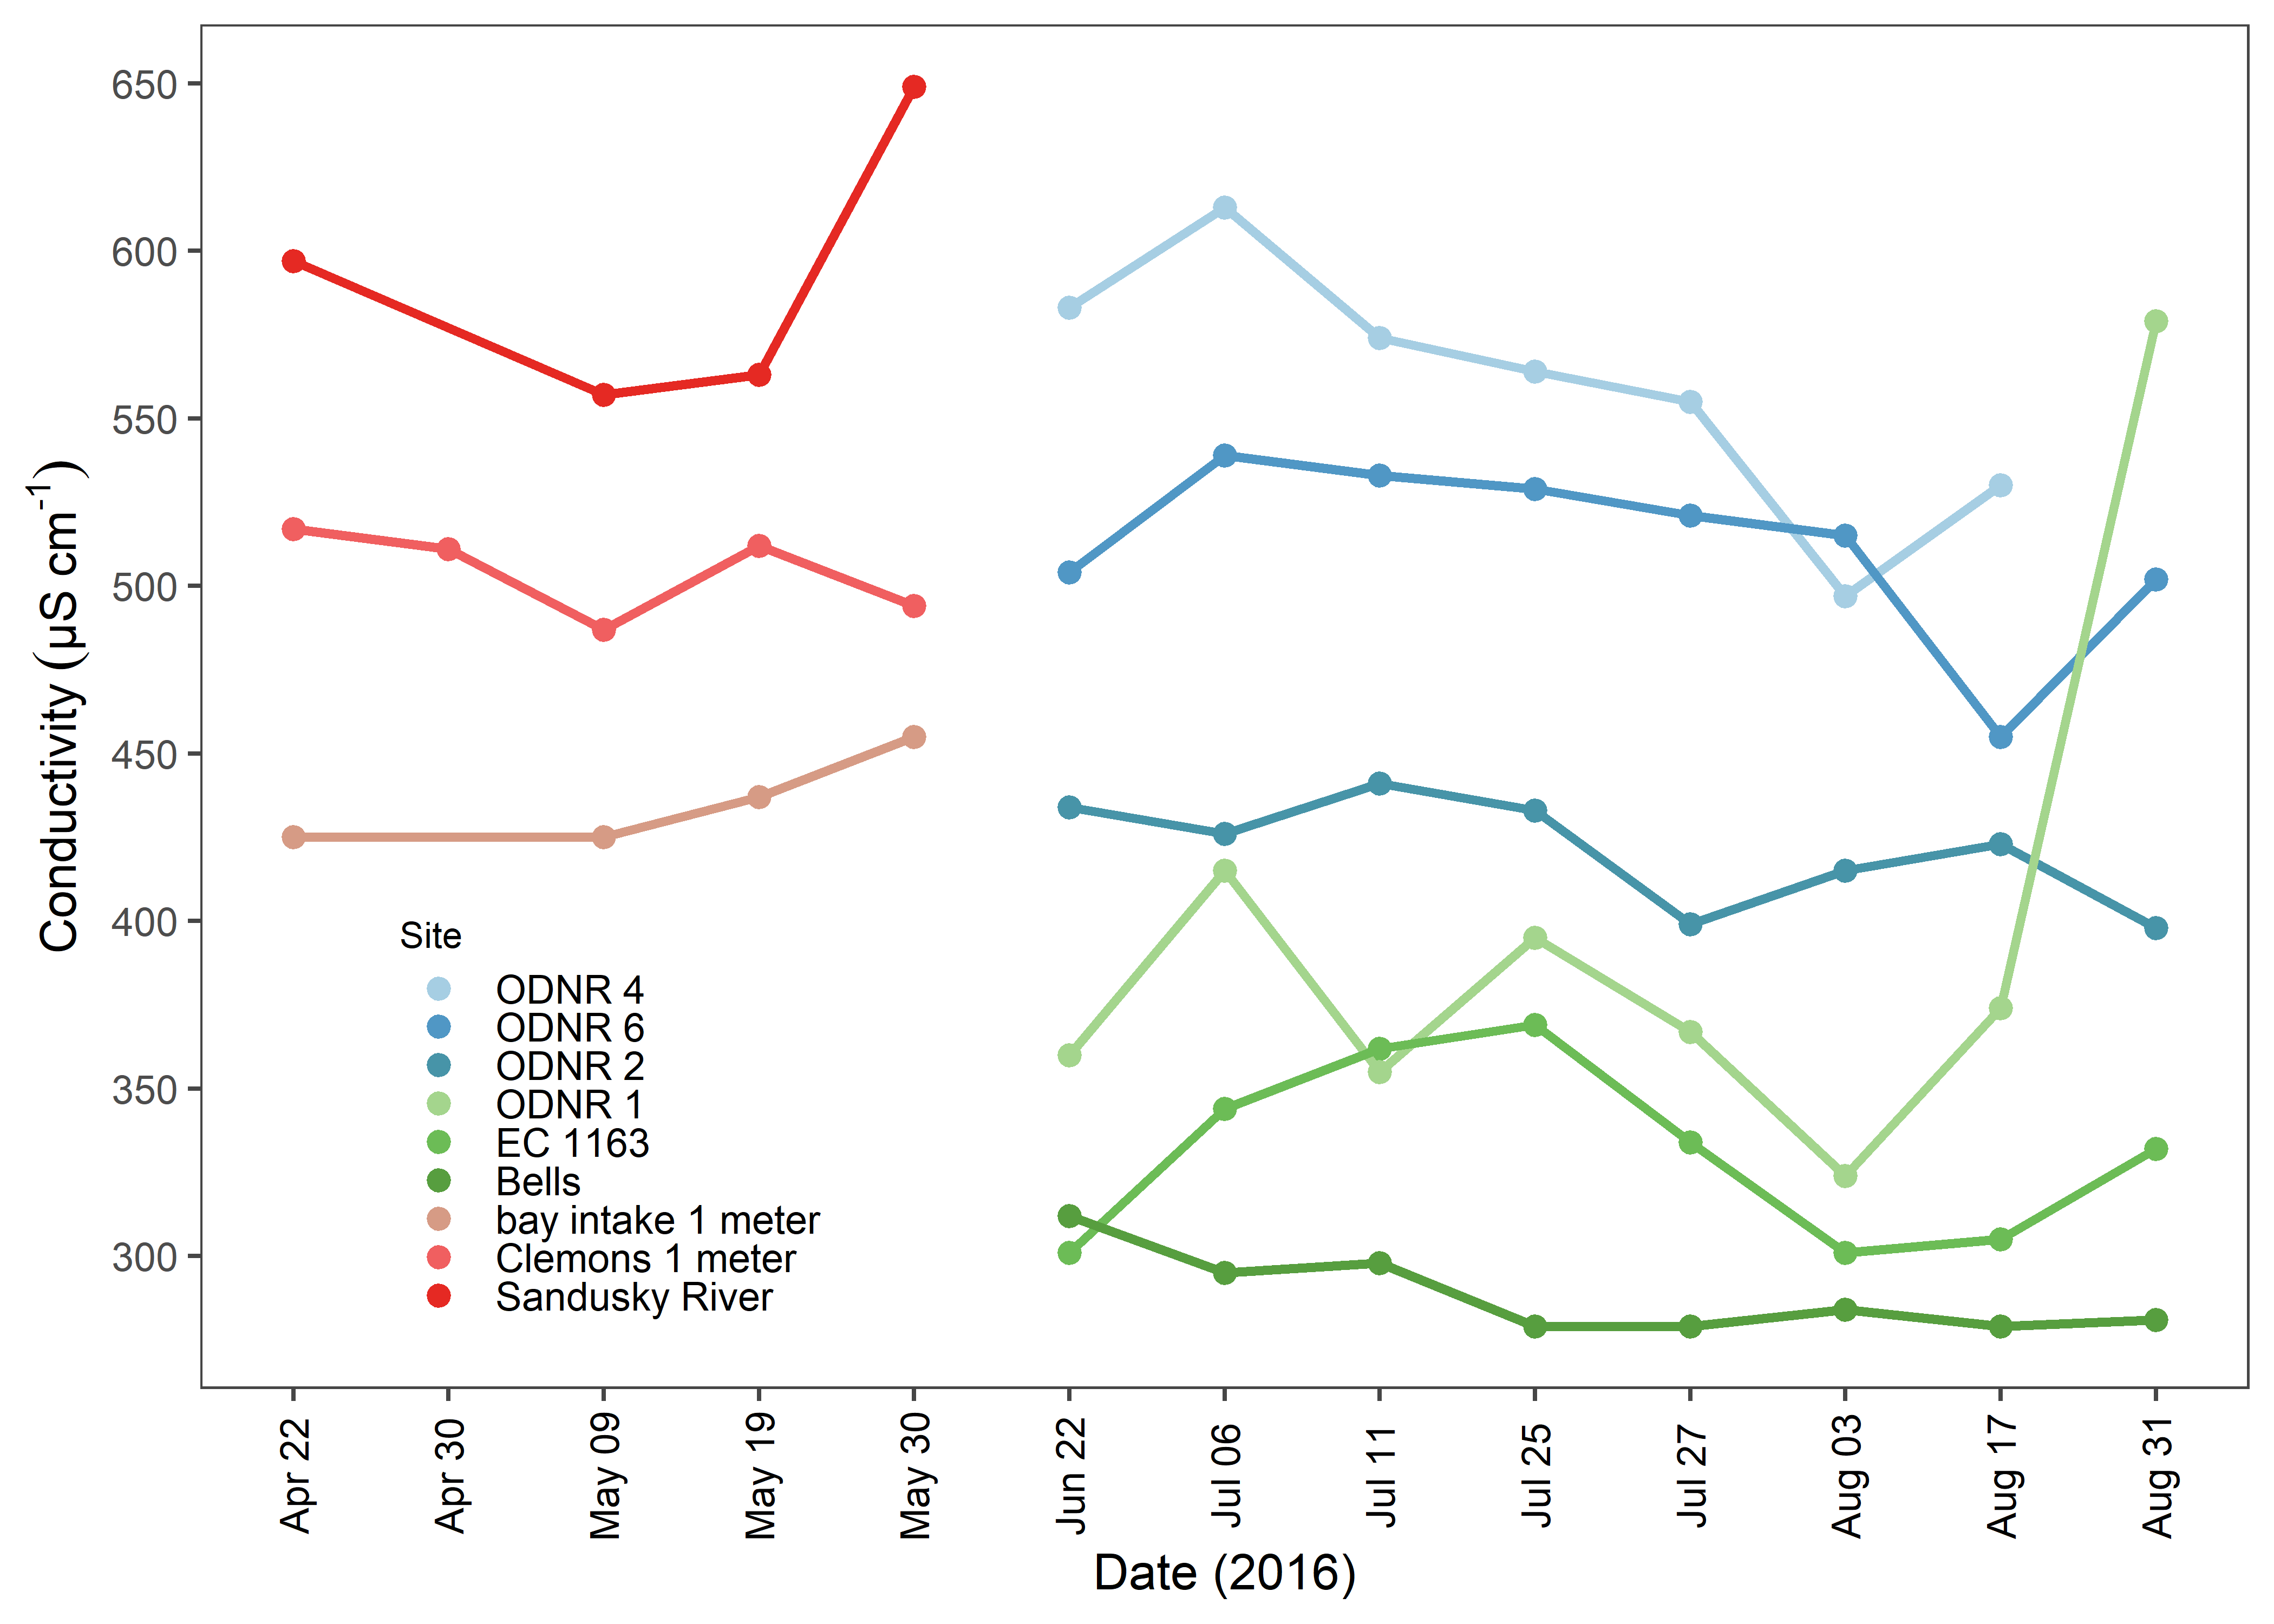 650
600
550
500
450
400
350
300
Conductivity (µS cm-1)
Site
ODNR 4
ODNR 6
ODNR 2
ODNR 1
EC 1163
Bells
bay intake 1 meter
Clemons 1 meter
Sandusky River
Apr 22
Apr 30
May 09
May 19
May 30
Jun 22
Jul 06
Jul 11
Jul 25
Jul 27
Aug 03
Aug 17
Aug 31
Date (2016)